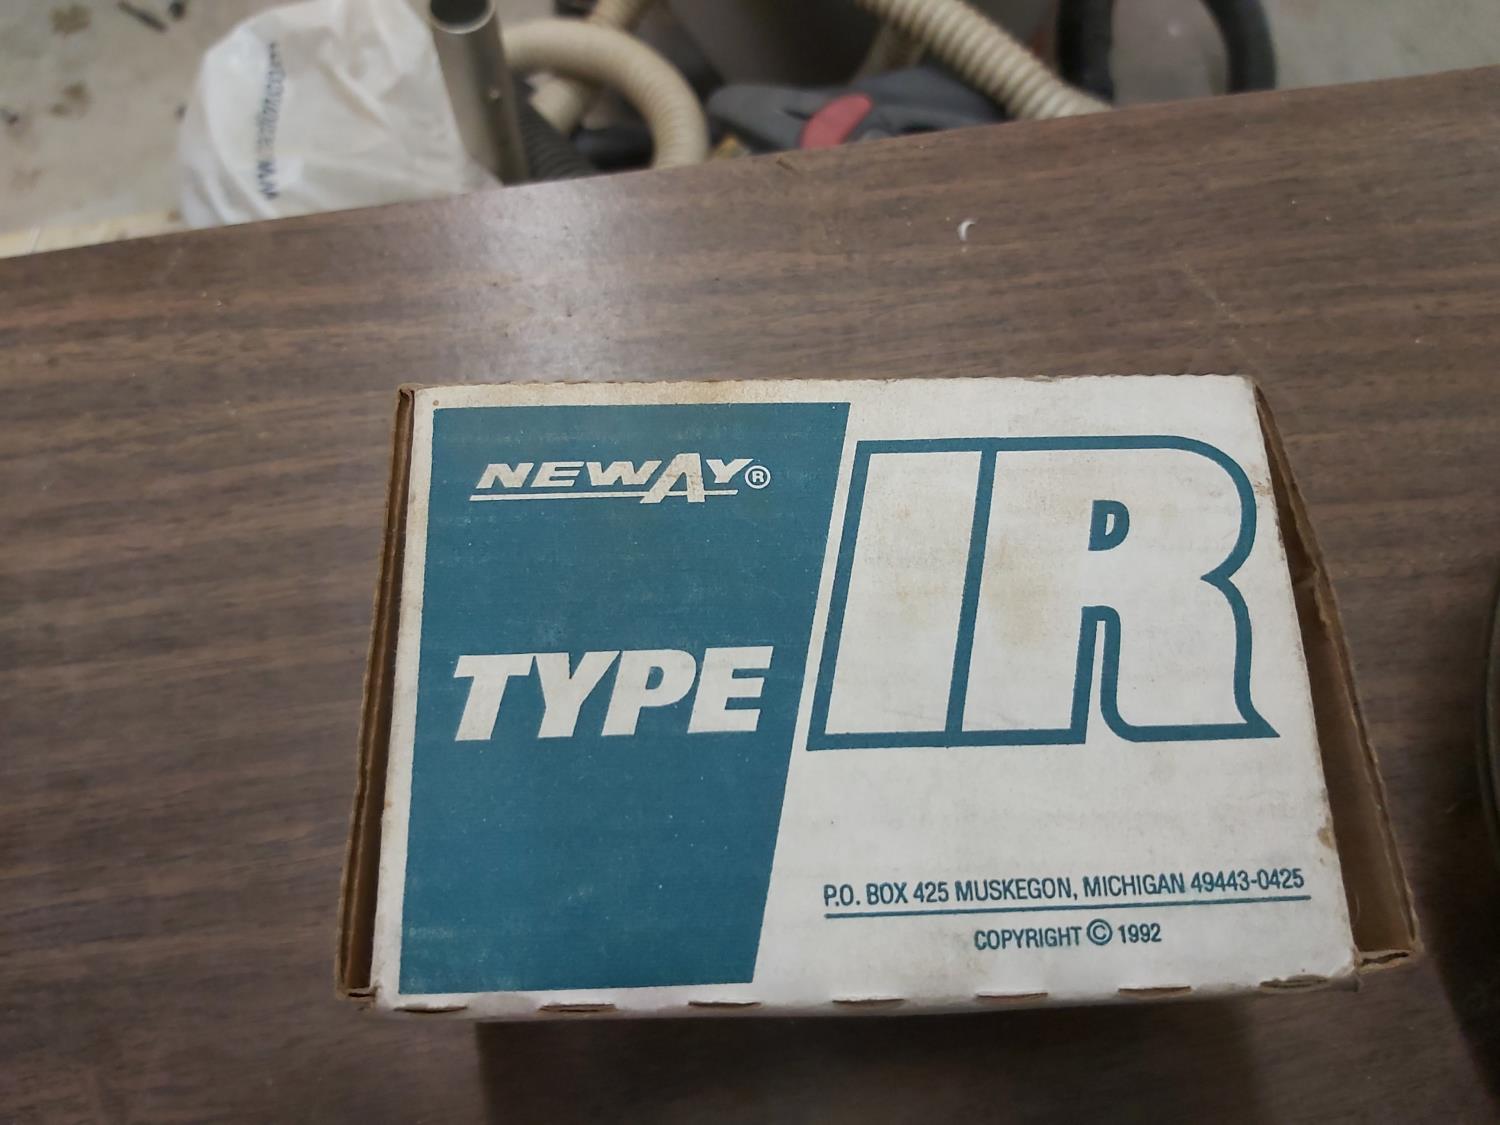 NEWAY®
TYPE
IR
P.O. BOX 425 MUSKEGON, MICHIGAN 49443-0425
COPYRIGHT © 1992